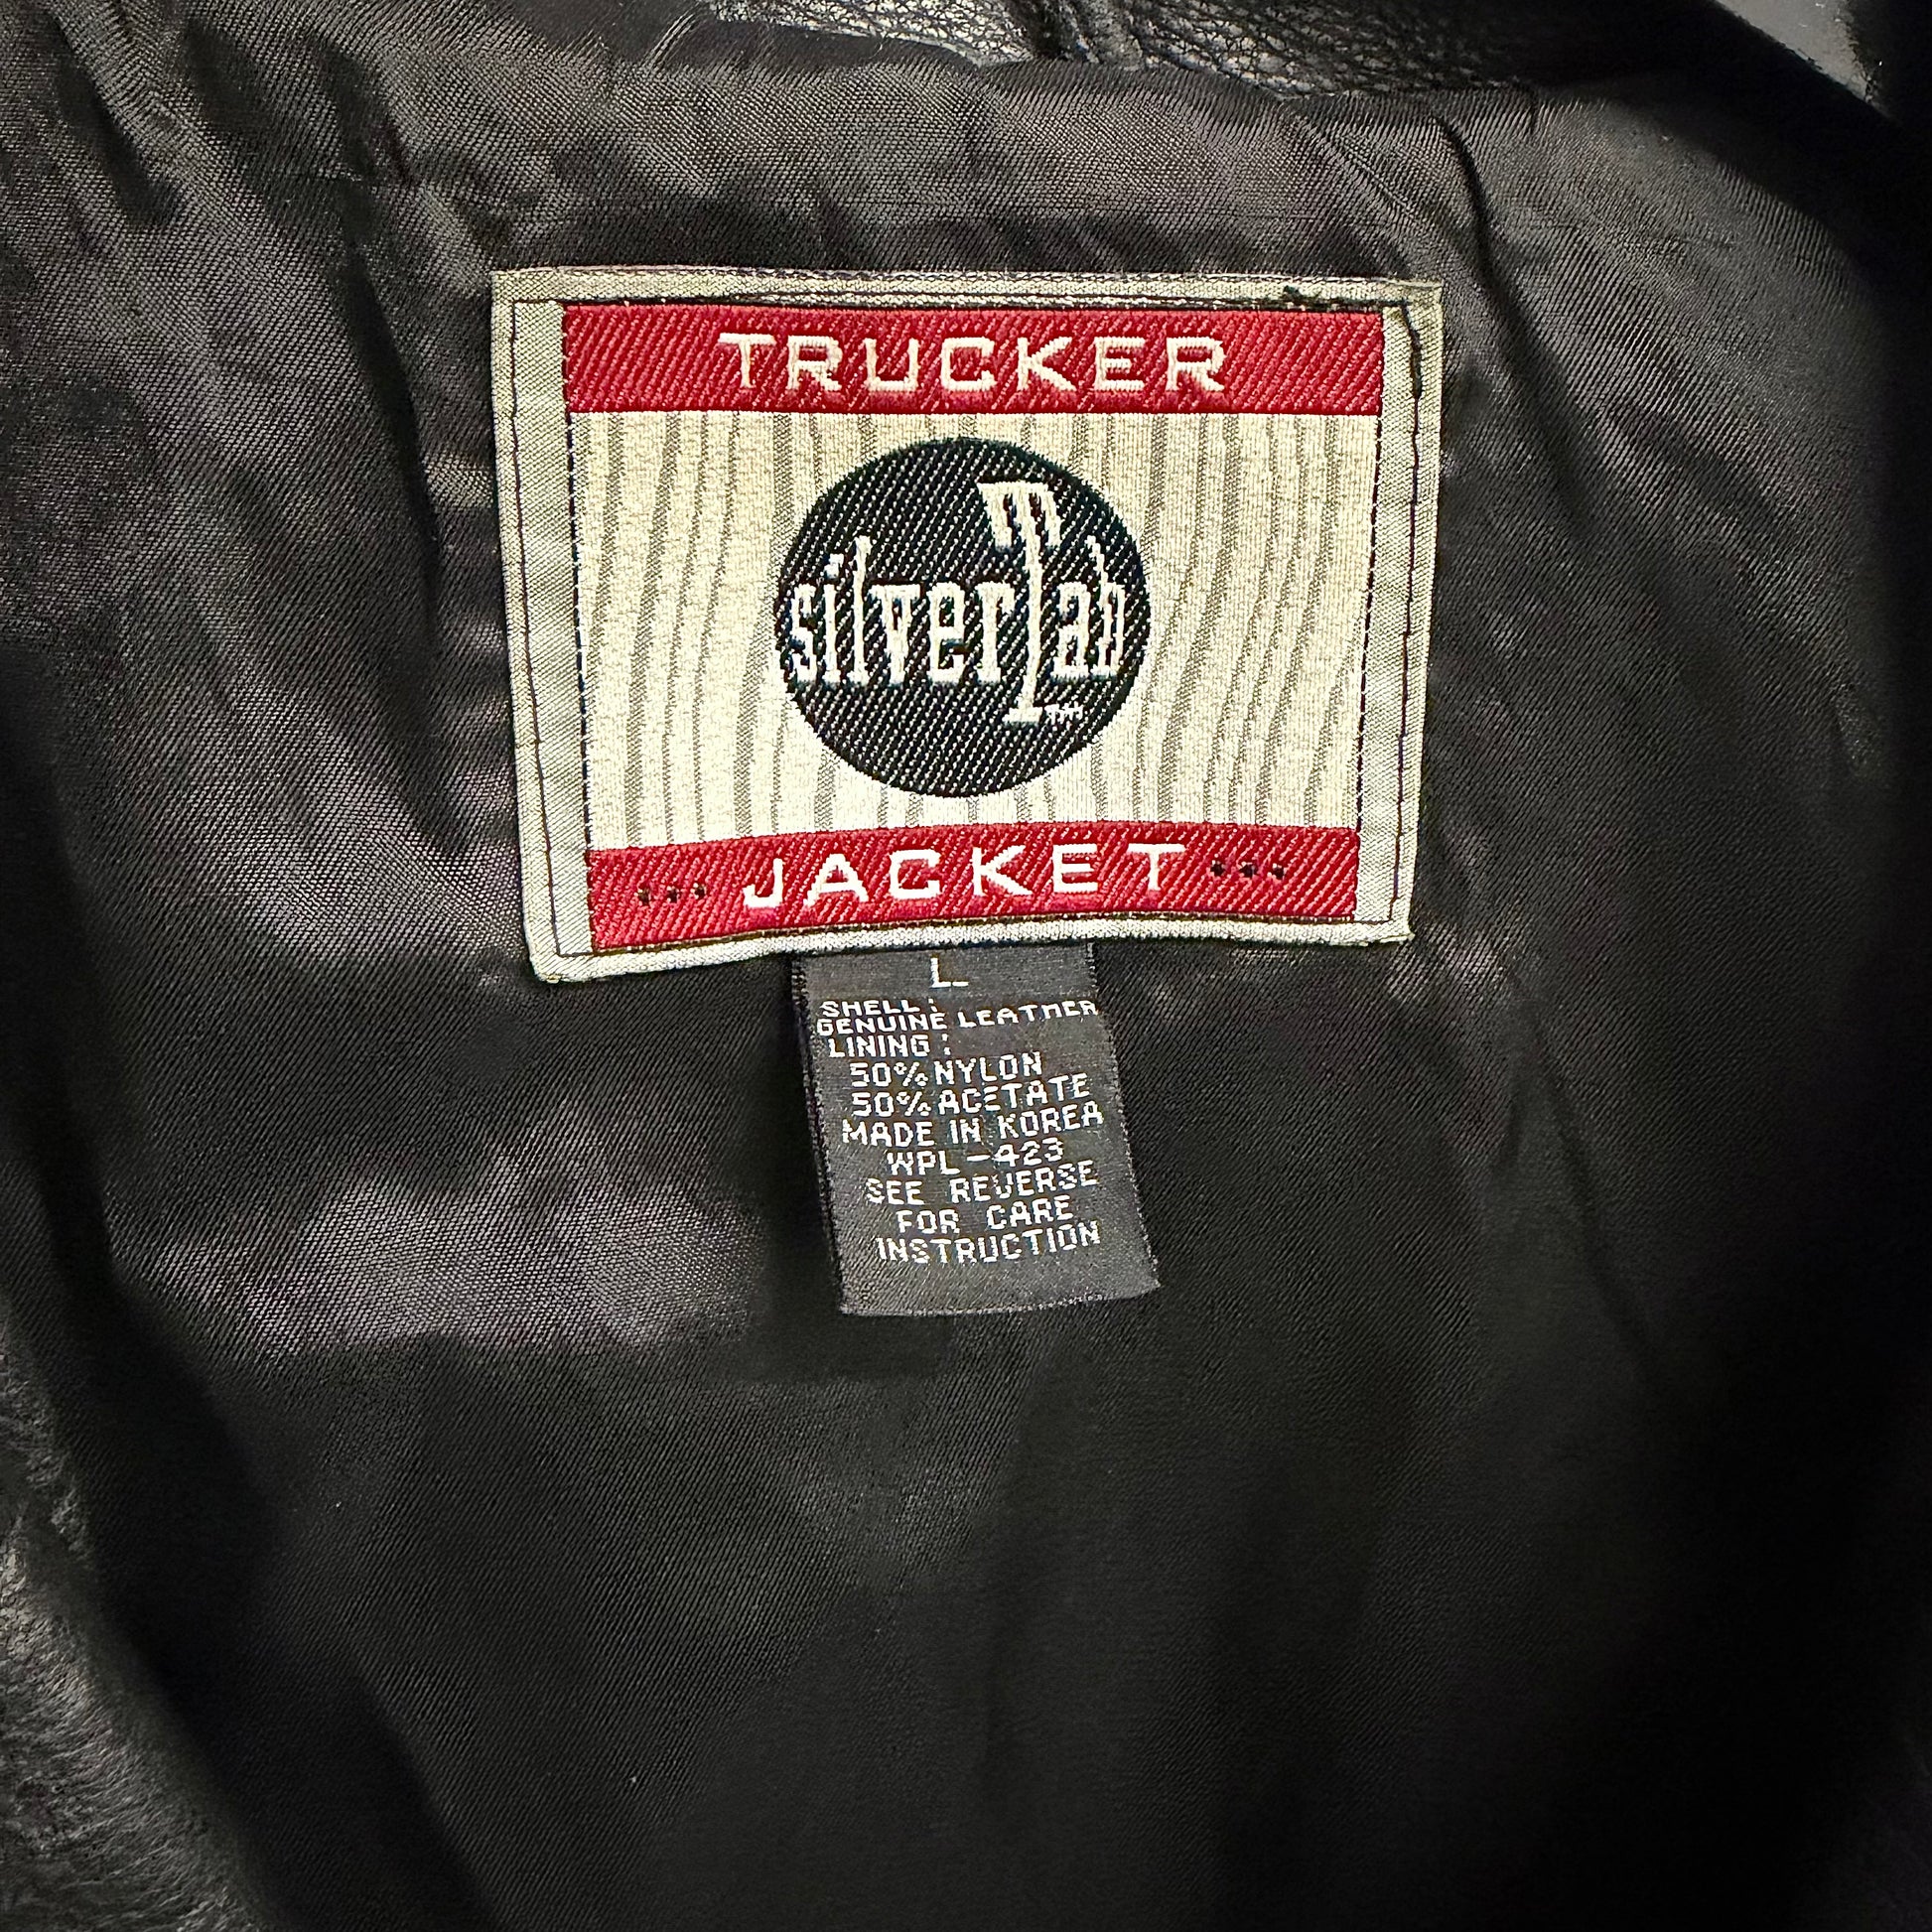 TRUCKER
silverTab
TM
JACKET
L
SHELL:
GENUINE LEATHER
LINING:
50% NYLON
50% ACETATE
MADE IN KOREA
WPL-423
SEE REVERSE
FOR CARE
INSTRUCTION